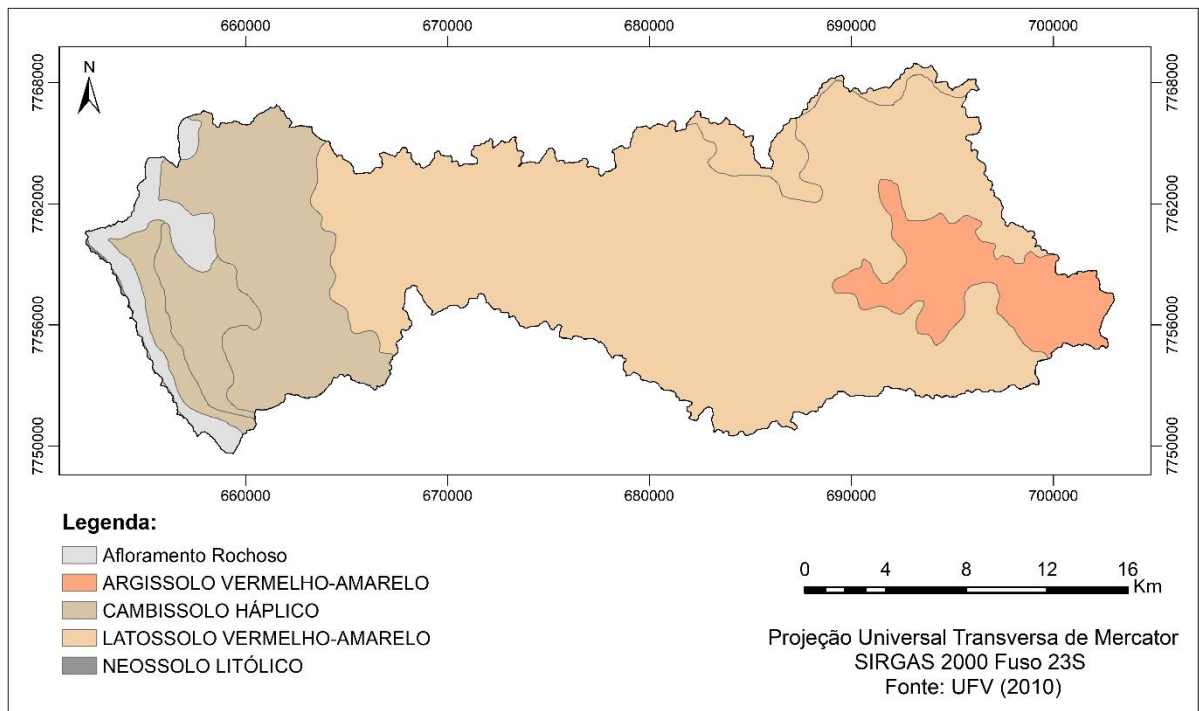 660000 670000 680000 690000 700000
7768000 7768000
N
7762000 7762000
7756000 7756000
7750000 7750000
660000 670000 680000 690000 700000
Legenda:
Afloramento Rochoso
ARGISSOLO VERMELHO-AMARELO
CAMBISSOLO HÁPLICO
LATOSSOLO VERMELHO-AMARELO
NEOSSOLO LITÓLICO
0 4 8 12 16
Km
Projeção Universal Transversa de Mercator
SIRGAS 2000 Fuso 23S
Fonte: UFV (2010)